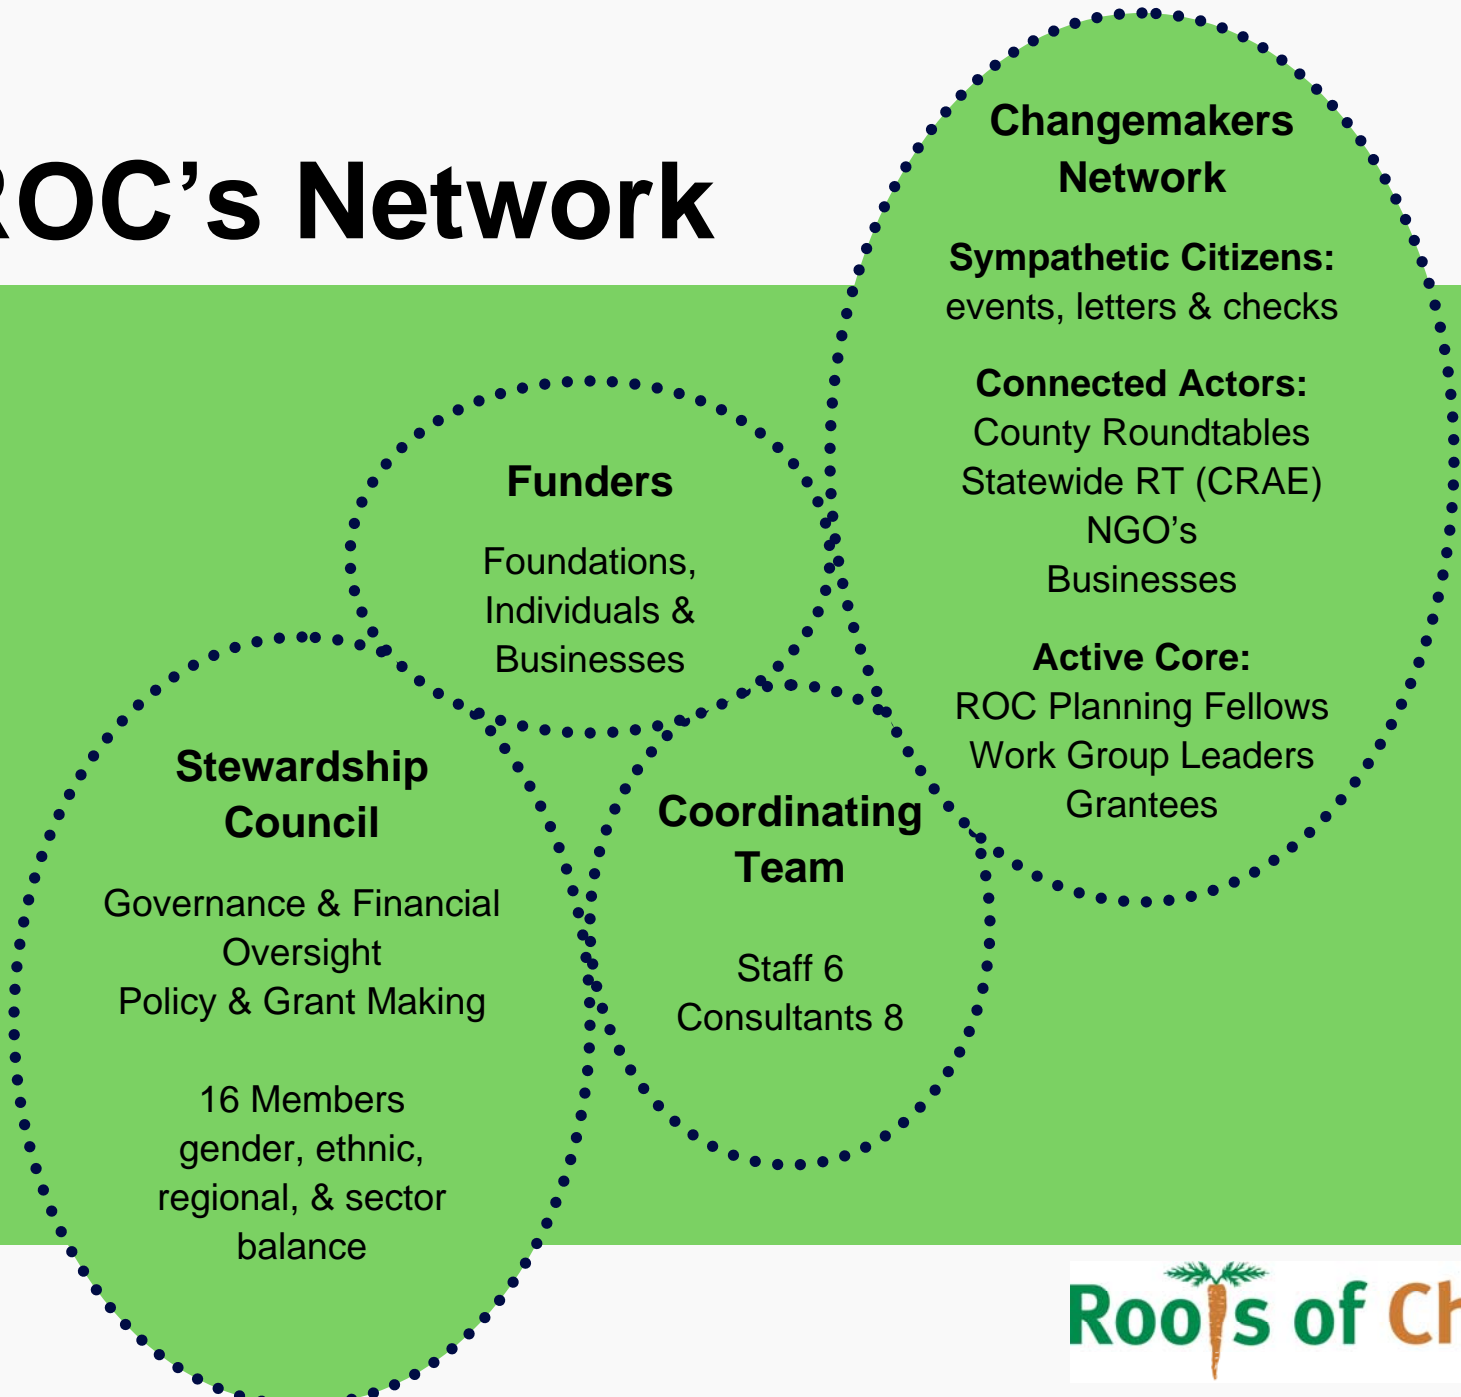 ROC’s Network
Changemakers
Network
Sympathetic Citizens:
events, letters & checks
Connected Actors:
County Roundtables
Statewide RT (CRAE)
NGO’s
Businesses
Active Core:
ROC Planning Fellows
Work Group Leaders
Grantees
Funders
Foundations,
Individuals &
Businesses
Stewardship
Council
Governance & Financial
Oversight
Policy & Grant Making
16 Members
gender, ethnic,
regional, & sector
balance
Coordinating
Team
Staff 6
Consultants 8
Roots of Ch